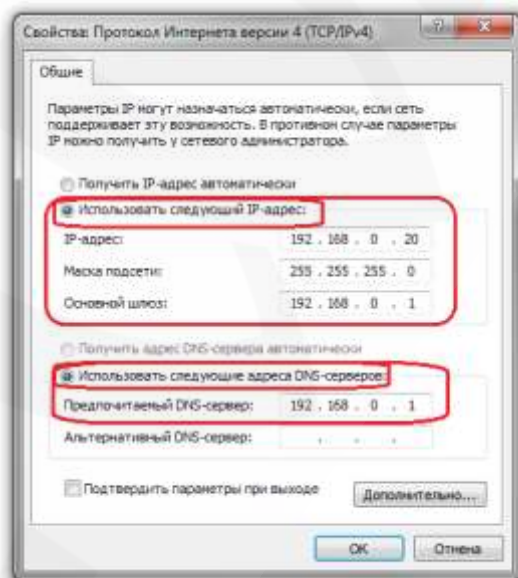 Свойства: Протокол Интернета версии 4 (TCP/IPv4)
Общие
Параметры IP могут назначаться автоматически, если сеть
поддерживает эту возможность. В противном случае параметры
IP можно получить у сетевого администратора.
Получить IP-адрес автоматически
Использовать следующий IP-адрес:
IP-адрес: 192 . 168 . 0 . 20
Маска подсети: 255 . 255 . 255 . 0
Основной шлюз: 192 . 168 . 0 . 1
Получить адрес DNS-сервера автоматически
Использовать следующие адреса DNS-серверов:
Предпочитаемый DNS-сервер: 192 . 168 . 0 . 1
Альтернативный DNS-сервер: . . .
Подтвердить параметры при выходе
Дополнительно...
ОК Отмена